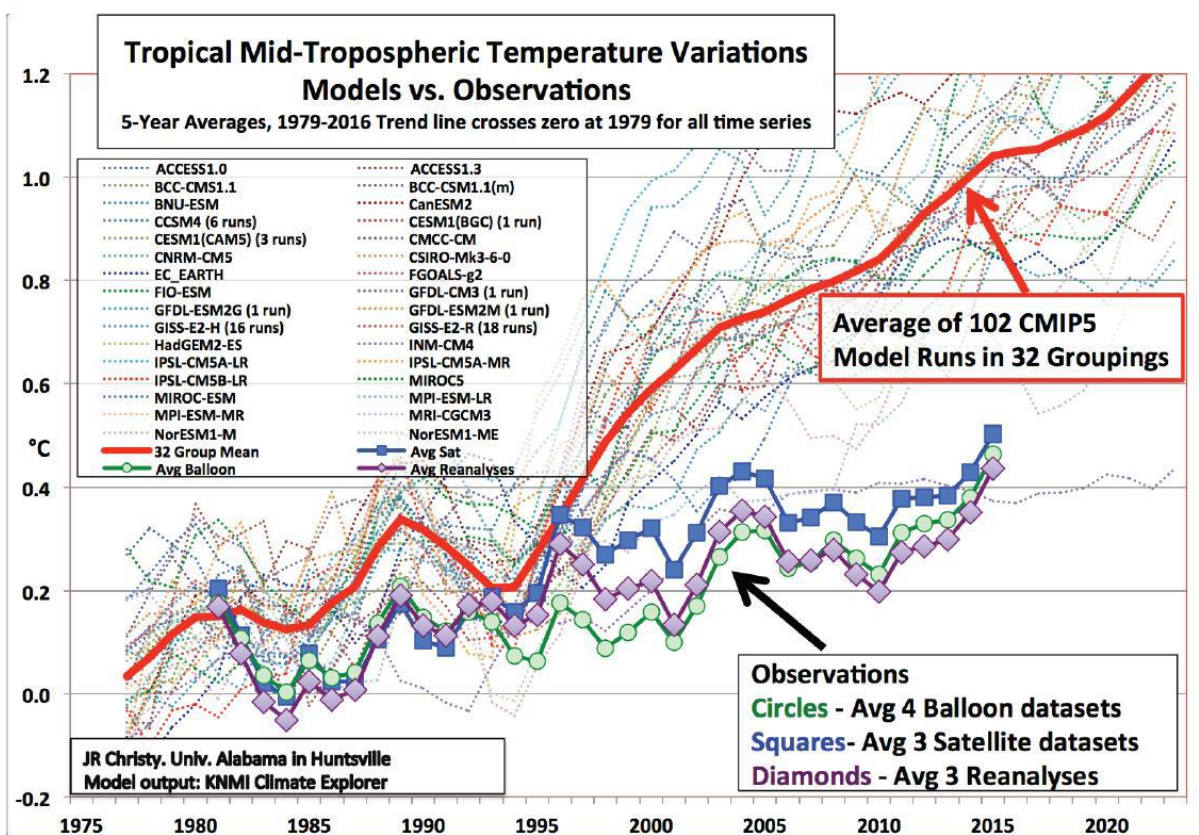 Tropical Mid-Tropospheric Temperature Variations
Models vs. Observations
5-Year Averages, 1979-2016 Trend line crosses zero at 1979 for all time series
1.2
1.0
0.8
0.6
°C
0.4
0.2
0.0
-0.2
ACCESS1.0 ACCESS1.3
BCC-CMS1.1 BCC-CSM1.1(m)
BNU-ESM CanESM2
CCSM4 (6 runs) CESM1(BGC) (1 run)
CESM1(CAM5) (3 runs) CMCC-CM
CNRM-CM5 CSIRO-Mk3-6-0
EC_EARTH FGOALS-g2
FIO-ESM GFDL-CM3 (1 run)
GFDL-ESM2G (1 run) GFDL-ESM2M (1 run)
GISS-E2-H (16 runs) GISS-E2-R (18 runs)
HadGEM2-ES INM-CM4
IPSL-CM5A-LR IPSL-CM5A-MR
IPSL-CM5B-LR MIROC5
MIROC-ESM MPI-ESM-LR
MPI-ESM-MR MRI-CGCM3
NorESM1-M NorESM1-ME
32 Group Mean Avg Sat
Avg Balloon Avg Reanalyses
Average of 102 CMIP5
Model Runs in 32 Groupings
Observations
Circles - Avg 4 Balloon datasets
Squares- Avg 3 Satellite datasets
Diamonds - Avg 3 Reanalyses
JR Christy. Univ. Alabama in Huntsville
Model output: KNMI Climate Explorer
1975 1980 1985 1990 1995 2000 2005 2010 2015 2020